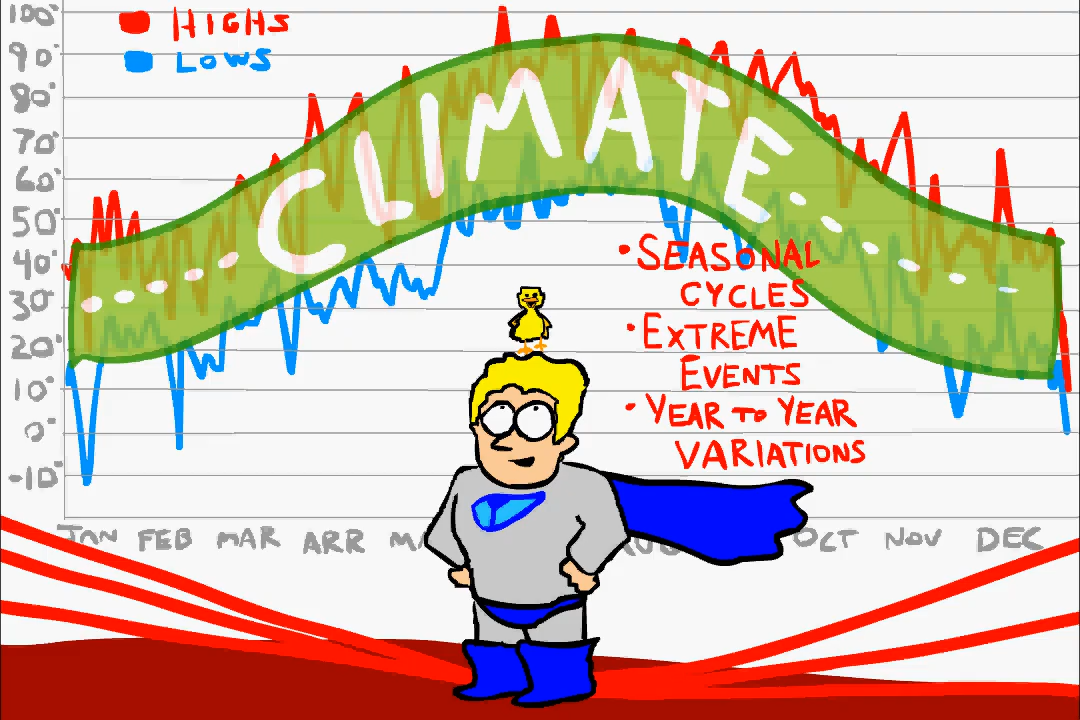 100°
HIGHS
90°
LOWS
80°
70°
60°
50°
40°
30°
20°
10°
0°
-10°
CLIMATE
• SEASONAL
CYCLES
• EXTREME
EVENTS
• YEAR TO YEAR
VARIATIONS
JAN FEB MAR ARR OCT NOV DEC